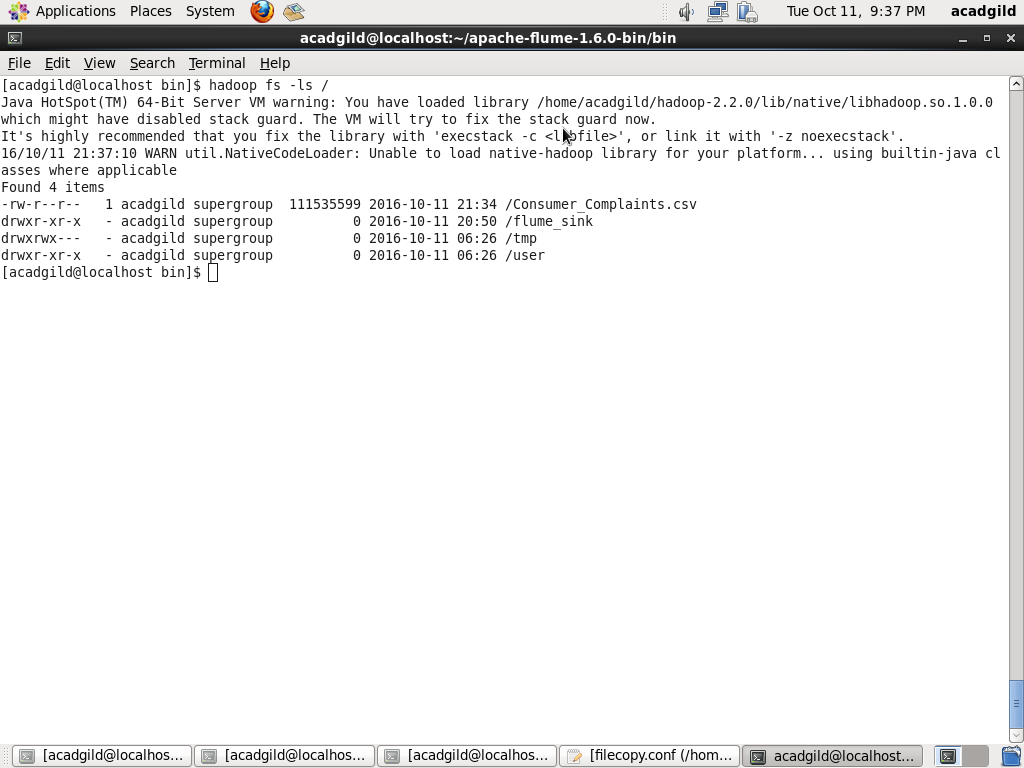 Applications Places System Tue Oct 11, 9:37 PM acadgild
acadgild@localhost:~/apache-flume-1.6.0-bin/bin
File Edit View Search Terminal Help
[acadgild@localhost bin]$ hadoop fs -ls /
Java HotSpot(TM) 64-Bit Server VM warning: You have loaded library /home/acadgild/hadoop-2.2.0/lib/native/libhadoop.so.1.0.0
which might have disabled stack guard. The VM will try to fix the stack guard now.
It's highly recommended that you fix the library with 'execstack -c <libfile>', or link it with '-z noexecstack'.
16/10/11 21:37:10 WARN util.NativeCodeLoader: Unable to load native-hadoop library for your platform... using builtin-java cl
asses where applicable
Found 4 items
-rw-r--r--   1 acadgild supergroup  111535599 2016-10-11 21:34 /Consumer_Complaints.csv
drwxr-xr-x   - acadgild supergroup          0 2016-10-11 20:50 /flume_sink
drwxrwx---   - acadgild supergroup          0 2016-10-11 06:26 /tmp
drwxr-xr-x   - acadgild supergroup          0 2016-10-11 06:26 /user
[acadgild@localhost bin]$
[acadgild@localhos... [acadgild@localhos... [acadgild@localhos... [filecopy.conf (/hom... acadgild@localhost...